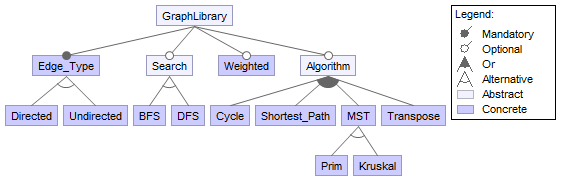 GraphLibrary
Legend:
Mandatory
Optional
Or
Alternative
Abstract
Concrete
Edge_Type
Search
Weighted
Algorithm
Directed
Undirected
BFS
DFS
Cycle
Shortest_Path
MST
Transpose
Prim
Kruskal